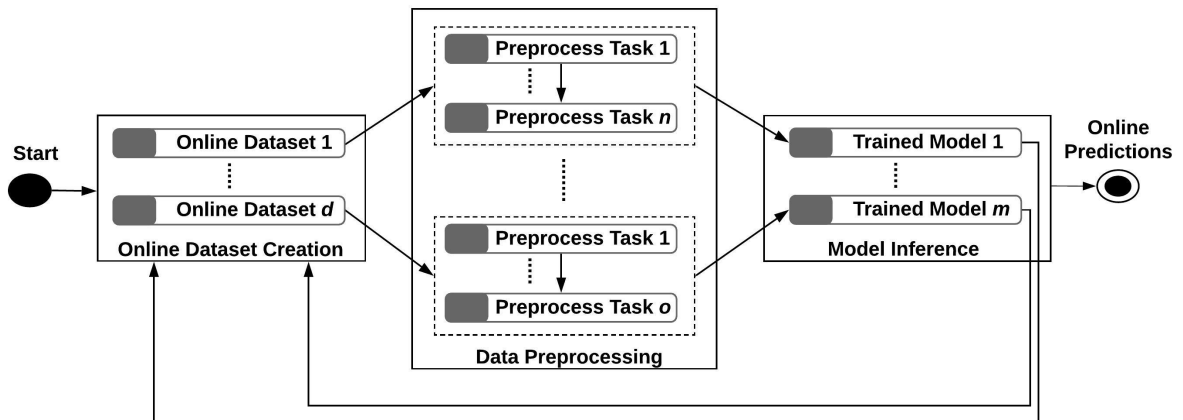 Start
Online Dataset 1
Online Dataset d
Online Dataset Creation
Preprocess Task 1
Preprocess Task n
Preprocess Task 1
Preprocess Task o
Data Preprocessing
Trained Model 1
Trained Model m
Model Inference
Online
Predictions